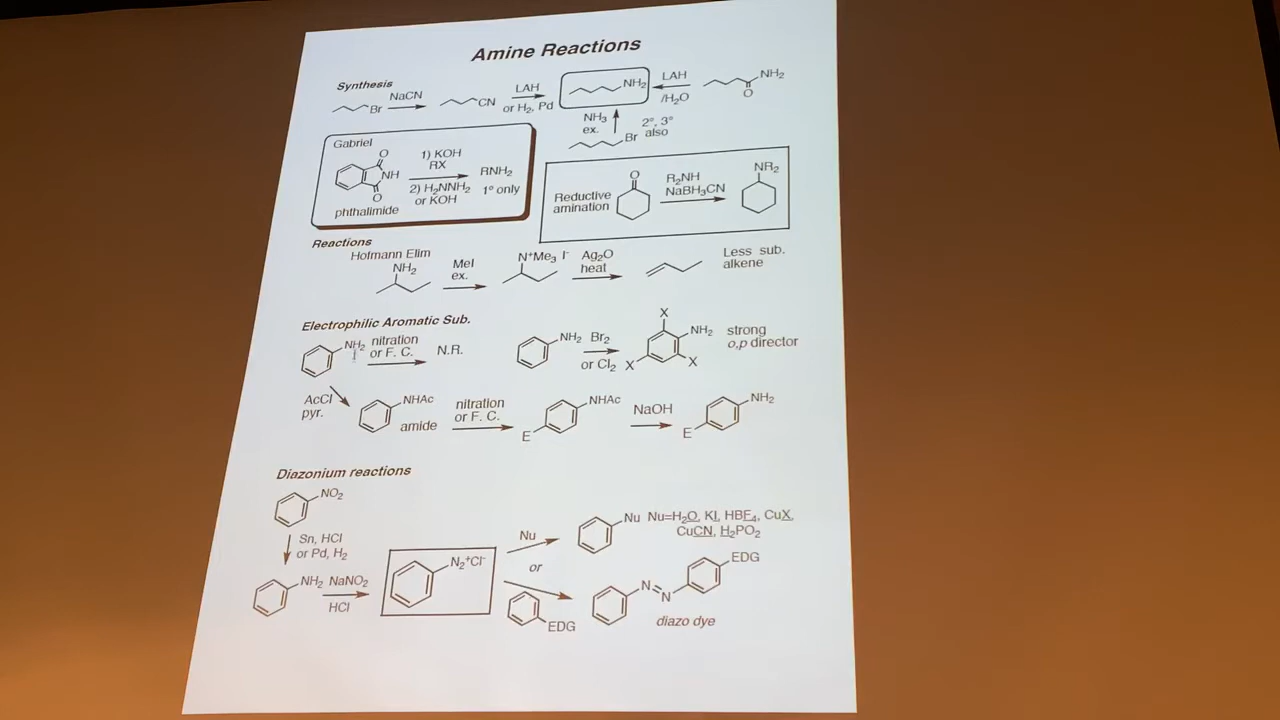 Amine Reactions
Synthesis
Br
NaCN
CN
LAH
or H2, Pd
NH2
LAH
/H2O
NH2
O
NH3
ex.
Br
2°, 3°
also
Gabriel
O
NH
O
phthalimide
1) KOH
RX
2) H2NNH2
or KOH
RNH2
1° only
Reductive
amination
O
R2NH
NaBH3CN
NR2
Reactions
Hofmann Elim
NH2
MeI
ex.
N+Me3 I-
Ag2O
heat
Less sub.
alkene
Electrophilic Aromatic Sub.
NH2
nitration
or F. C.
N.R.
NH2
Br2
or Cl2
X
NH2
X
X
strong
o,p director
AcCl
pyr.
NHAc
amide
nitration
or F. C.
NHAc
E
NaOH
NH2
E
Diazonium reactions
NO2
Sn, HCl
or Pd, H2
NH2
NaNO2
HCl
N2+Cl-
Nu
or
Nu Nu=H2O, KI, HBF4, CuX,
CuCN, H2PO2
EDG
N
N
EDG
diazo dye